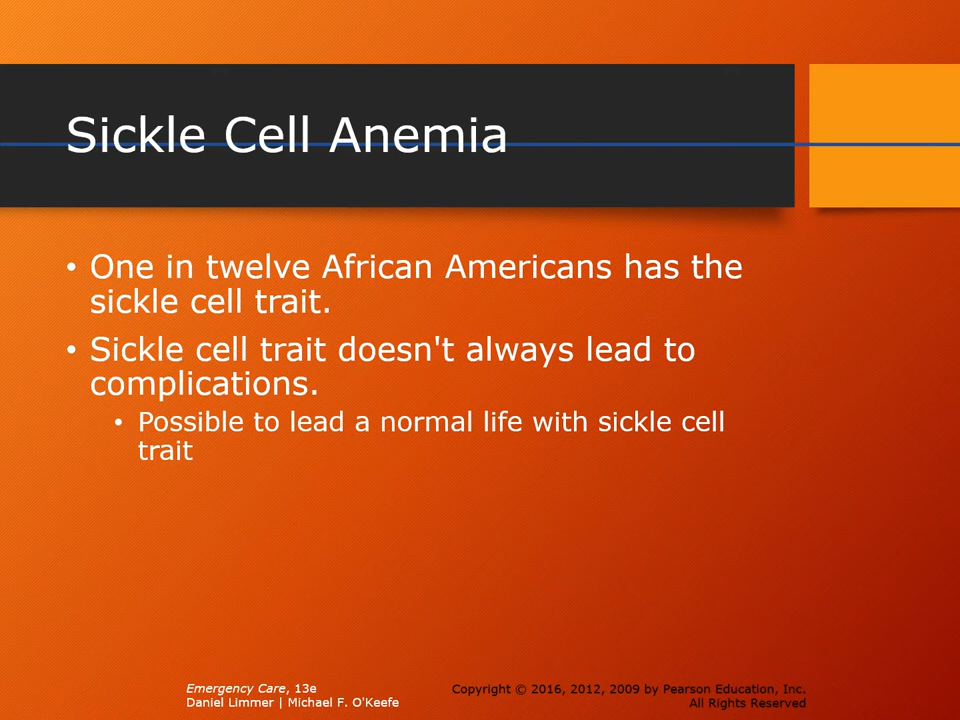 Sickle Cell Anemia
• One in twelve African Americans has the
sickle cell trait.
• Sickle cell trait doesn't always lead to
complications.
• Possible to lead a normal life with sickle cell
trait
Emergency Care, 13e
Daniel Limmer | Michael F. O'Keefe
Copyright © 2016, 2012, 2009 by Pearson Education, Inc.
All Rights Reserved